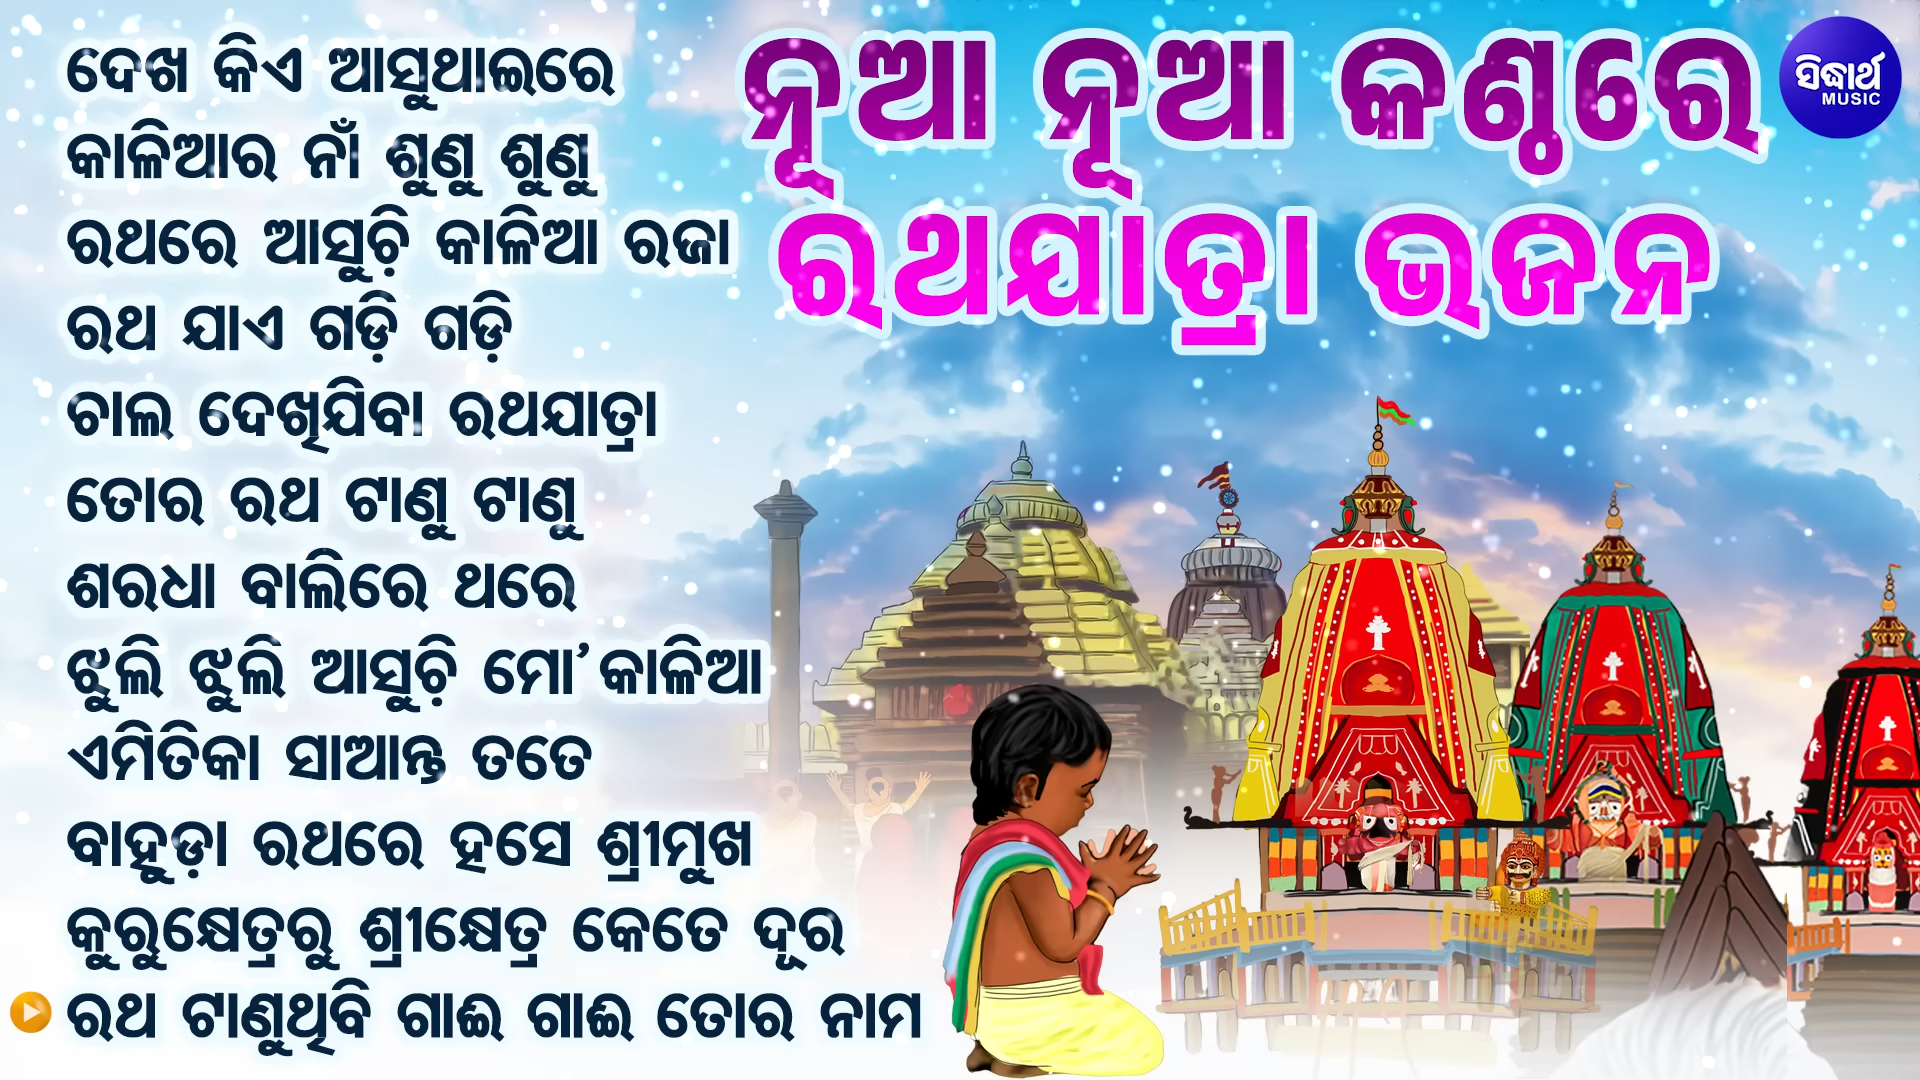 ଦେଖ କିଏ ଆସୁଥାଇରେ
କାଳିଆର ନାଁ ଶୁଣୁ ଶୁଣୁ
ରଥରେ ଆସୁଚ଼ି କାଳିଆ ରଜା
ରଥ ଯାଏ ଗଡ଼ି ଗଡ଼ି
ଚାଲ ଦେଖିଯିବା ରଥଯାତ୍ରା
ତୋର ରଥ ଟାଣୁ ଟାଣୁ
ଶରଧା ବାଲିରେ ଥରେ
ଝୁଲି ଝୁଲି ଆସୁଚ଼ି ମୋ’ କାଳିଆ
ଏମିତିକା ସାଆନ୍ତ ତତେ
ବାହୁଡ଼ା ରଥରେ ହସେ ଶ୍ରୀମୁଖ
କୁରୁକ୍ଷେତ୍ରରୁ ଶ୍ରୀକ୍ଷେତ୍ର କେତେ ଦୂର
ରଥ ଟାଣୁଥିବି ଗାଈ ଗାଈ ତୋର ନାମ
ନୂଆ ନୂଆ କଣ୍ଠରେ
ରଥଯାତ୍ରା ଭଜନ
ସିଦ୍ଧାର୍ଥ
MUSIC